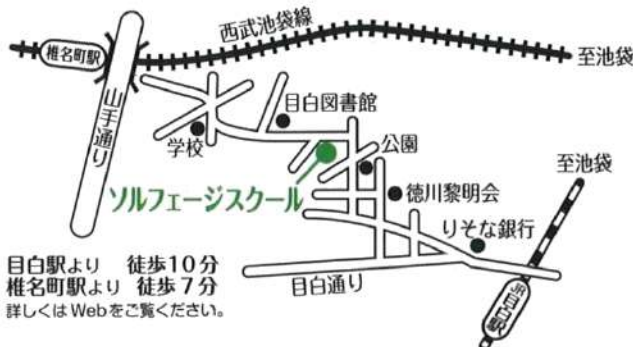 西武池袋線
椎名町駅
至池袋
山手通り
目白図書館
学校
公園
至池袋
ソルフェージスクール
徳川黎明会
りそな銀行
目白駅より 徒歩10分
椎名町駅より 徒歩7分
詳しくはWebをご覧ください。
目白通り
JR目白駅